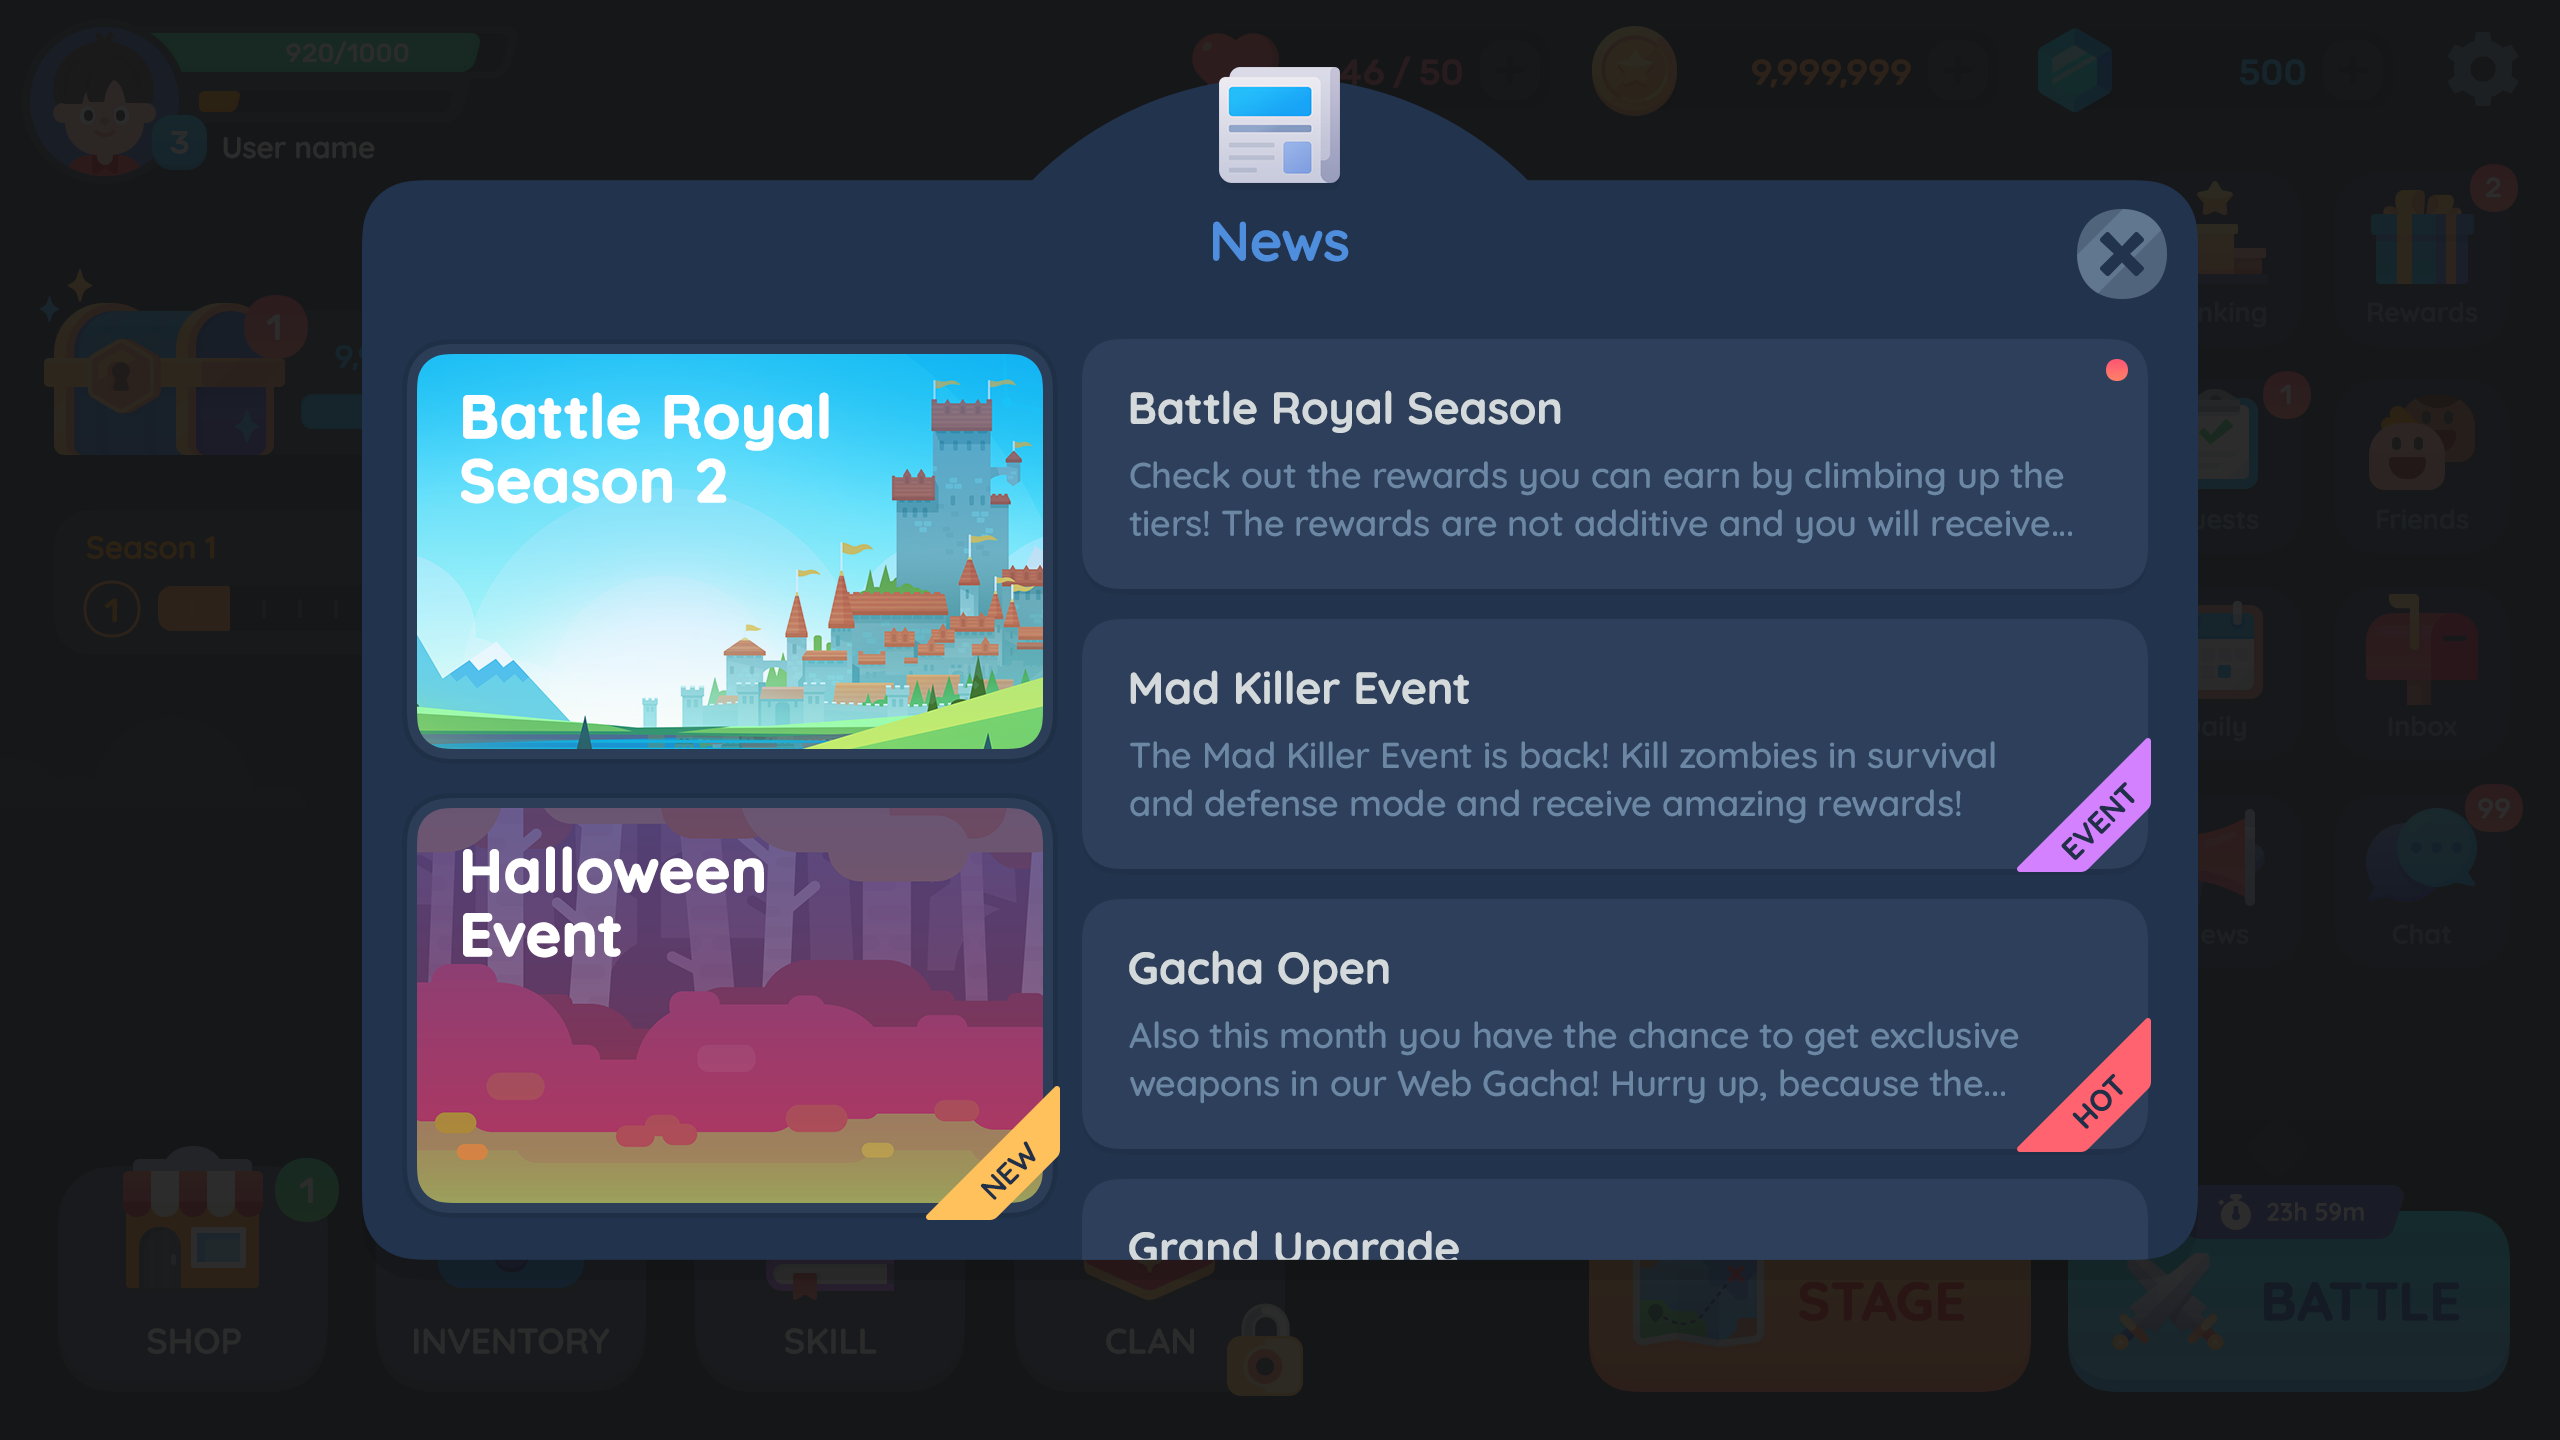 920/1000
3
User name
46 / 50
9,999,999
500
News
1
9,9
Season 1
1
Battle Royal
Season 2
Halloween
Event
NEW
Battle Royal Season
Check out the rewards you can earn by climbing up the
tiers! The rewards are not additive and you will receive...
Mad Killer Event
The Mad Killer Event is back! Kill zombies in survival
and defense mode and receive amazing rewards!
EVENT
Gacha Open
Also this month you have the chance to get exclusive
weapons in our Web Gacha! Hurry up, because the...
HOT
Grand Upgrade
nking
2
Rewards
1
uests
Friends
aily
Inbox
ews
99
Chat
1
SHOP
INVENTORY
SKILL
CLAN
STAGE
23h 59m
BATTLE